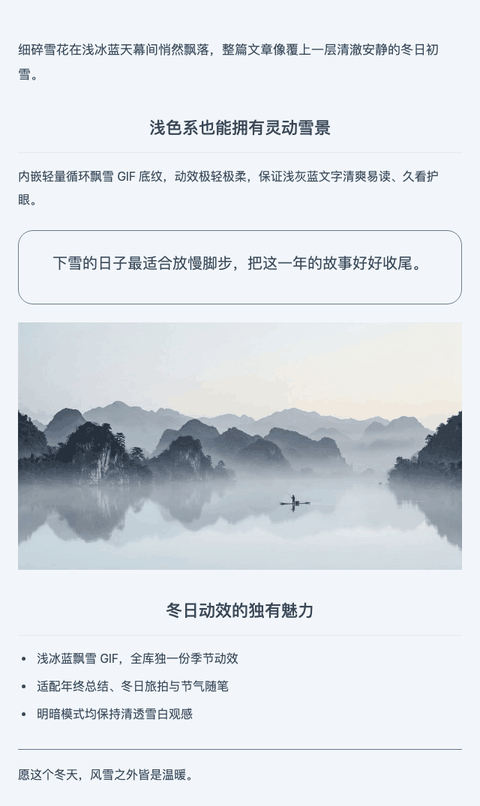 细碎雪花在浅冰蓝天幕间悄然飘落，整篇文章像覆上一层清澈安静的冬日初
雪。
浅色系也能拥有灵动雪景
内嵌轻量循环飘雪 GIF 底纹，动效极轻极柔，保证浅灰蓝文字清爽易读、久看护
眼。
下雪的日子最适合放慢脚步，把这一年的故事好好收尾。
冬日动效的独有魅力
• 浅冰蓝飘雪 GIF，全库独一份季节动效
• 适配年终总结、冬日旅拍与节气随笔
• 明暗模式均保持清透雪白观感
愿这个冬天，风雪之外皆是温暖。